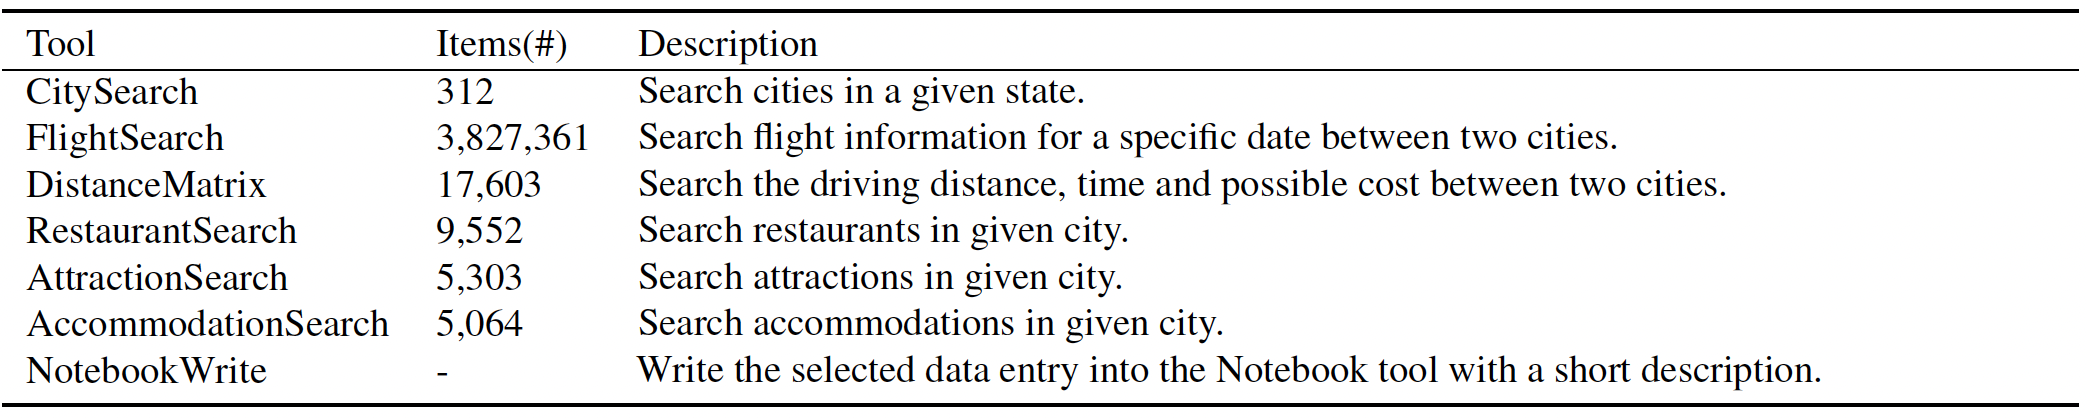 Tool Items(#) Description
CitySearch 312 Search cities in a given state.
FlightSearch 3,827,361 Search flight information for a specific date between two cities.
DistanceMatrix 17,603 Search the driving distance, time and possible cost between two cities.
RestaurantSearch 9,552 Search restaurants in given city.
AttractionSearch 5,303 Search attractions in given city.
AccommodationSearch 5,064 Search accommodations in given city.
NotebookWrite - Write the selected data entry into the Notebook tool with a short description.